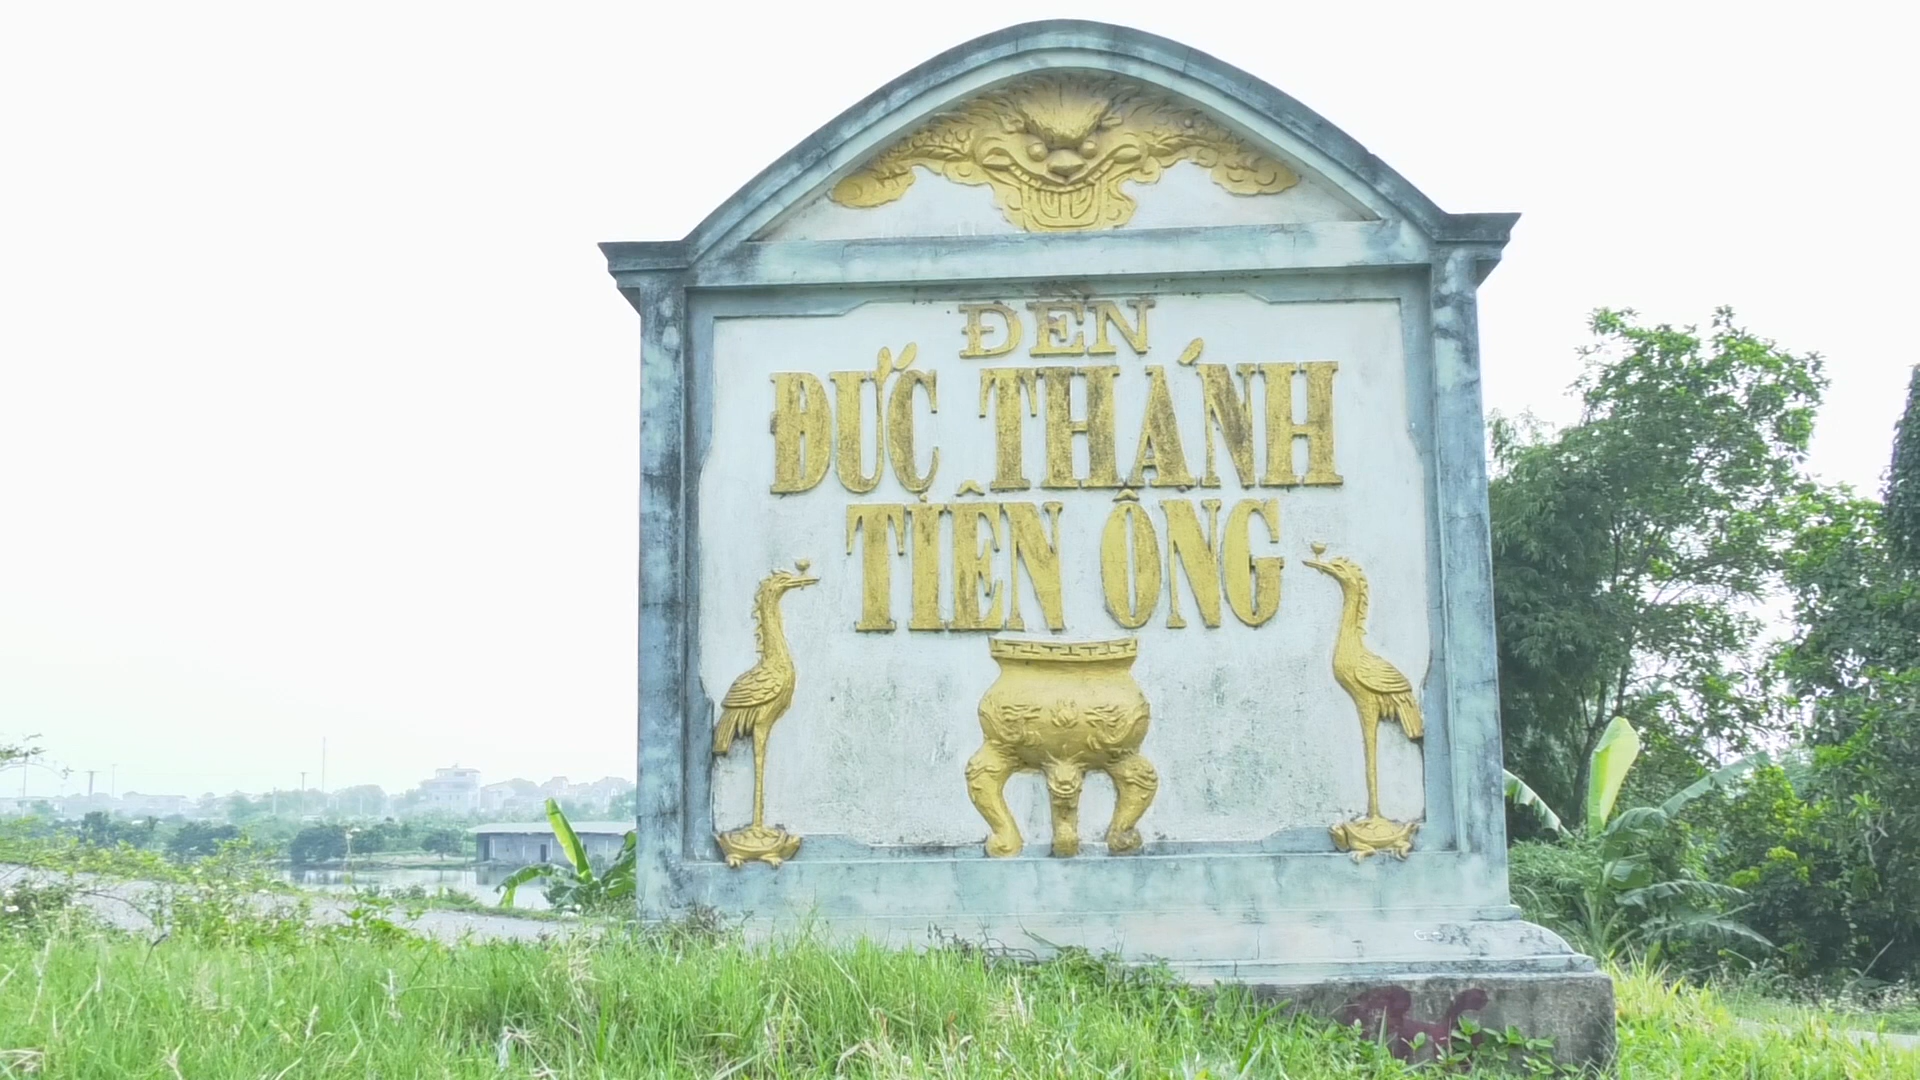 ĐỀN
ĐỨC THÁNH
TIÊN ÔNG